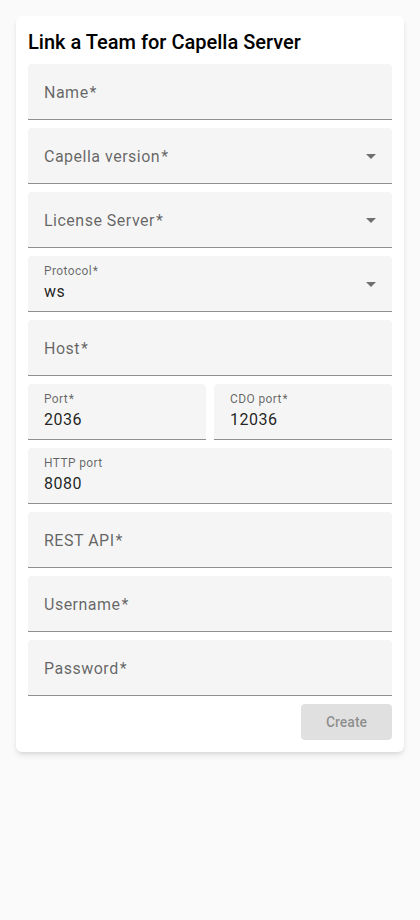 Link a Team for Capella Server
Name*
Capella version*
License Server*
Protocol*
ws
Host*
Port* CDO port*
2036 12036
HTTP port
8080
REST API*
Username*
Password*
Create